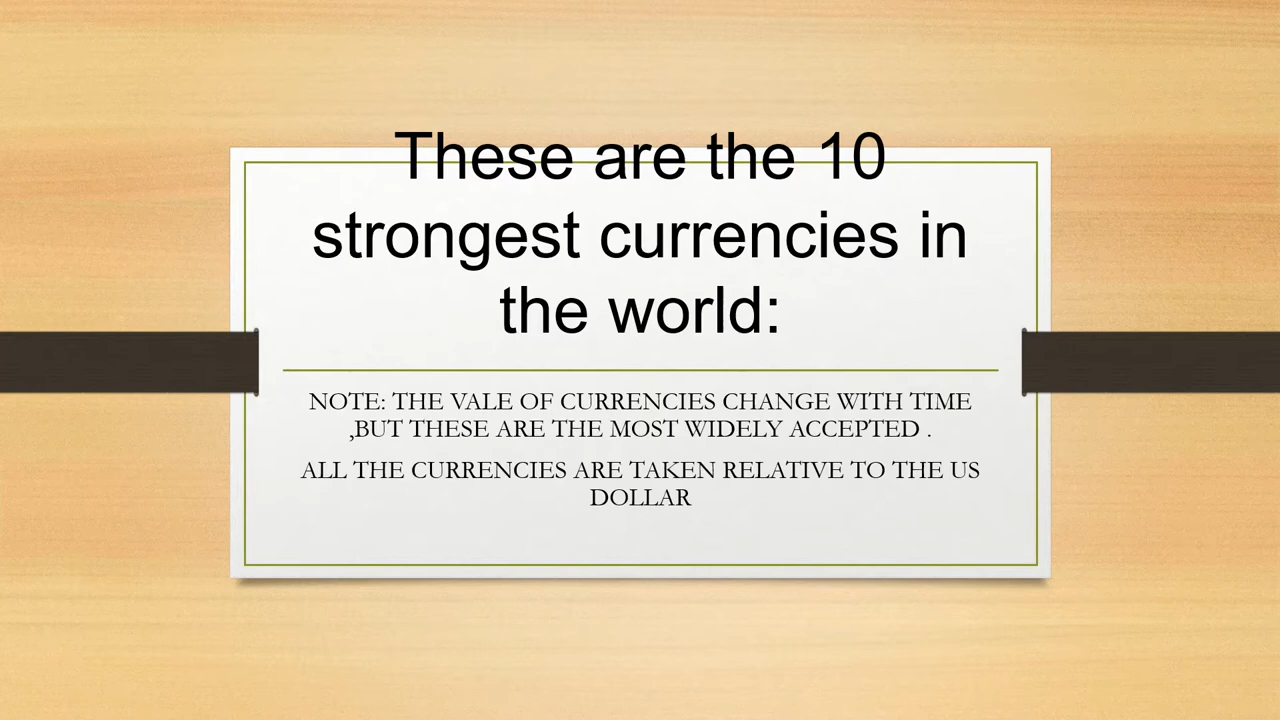 These are the 10
strongest currencies in
the world:
NOTE: THE VALE OF CURRENCIES CHANGE WITH TIME
,BUT THESE ARE THE MOST WIDELY ACCEPTED .
ALL THE CURRENCIES ARE TAKEN RELATIVE TO THE US
DOLLAR